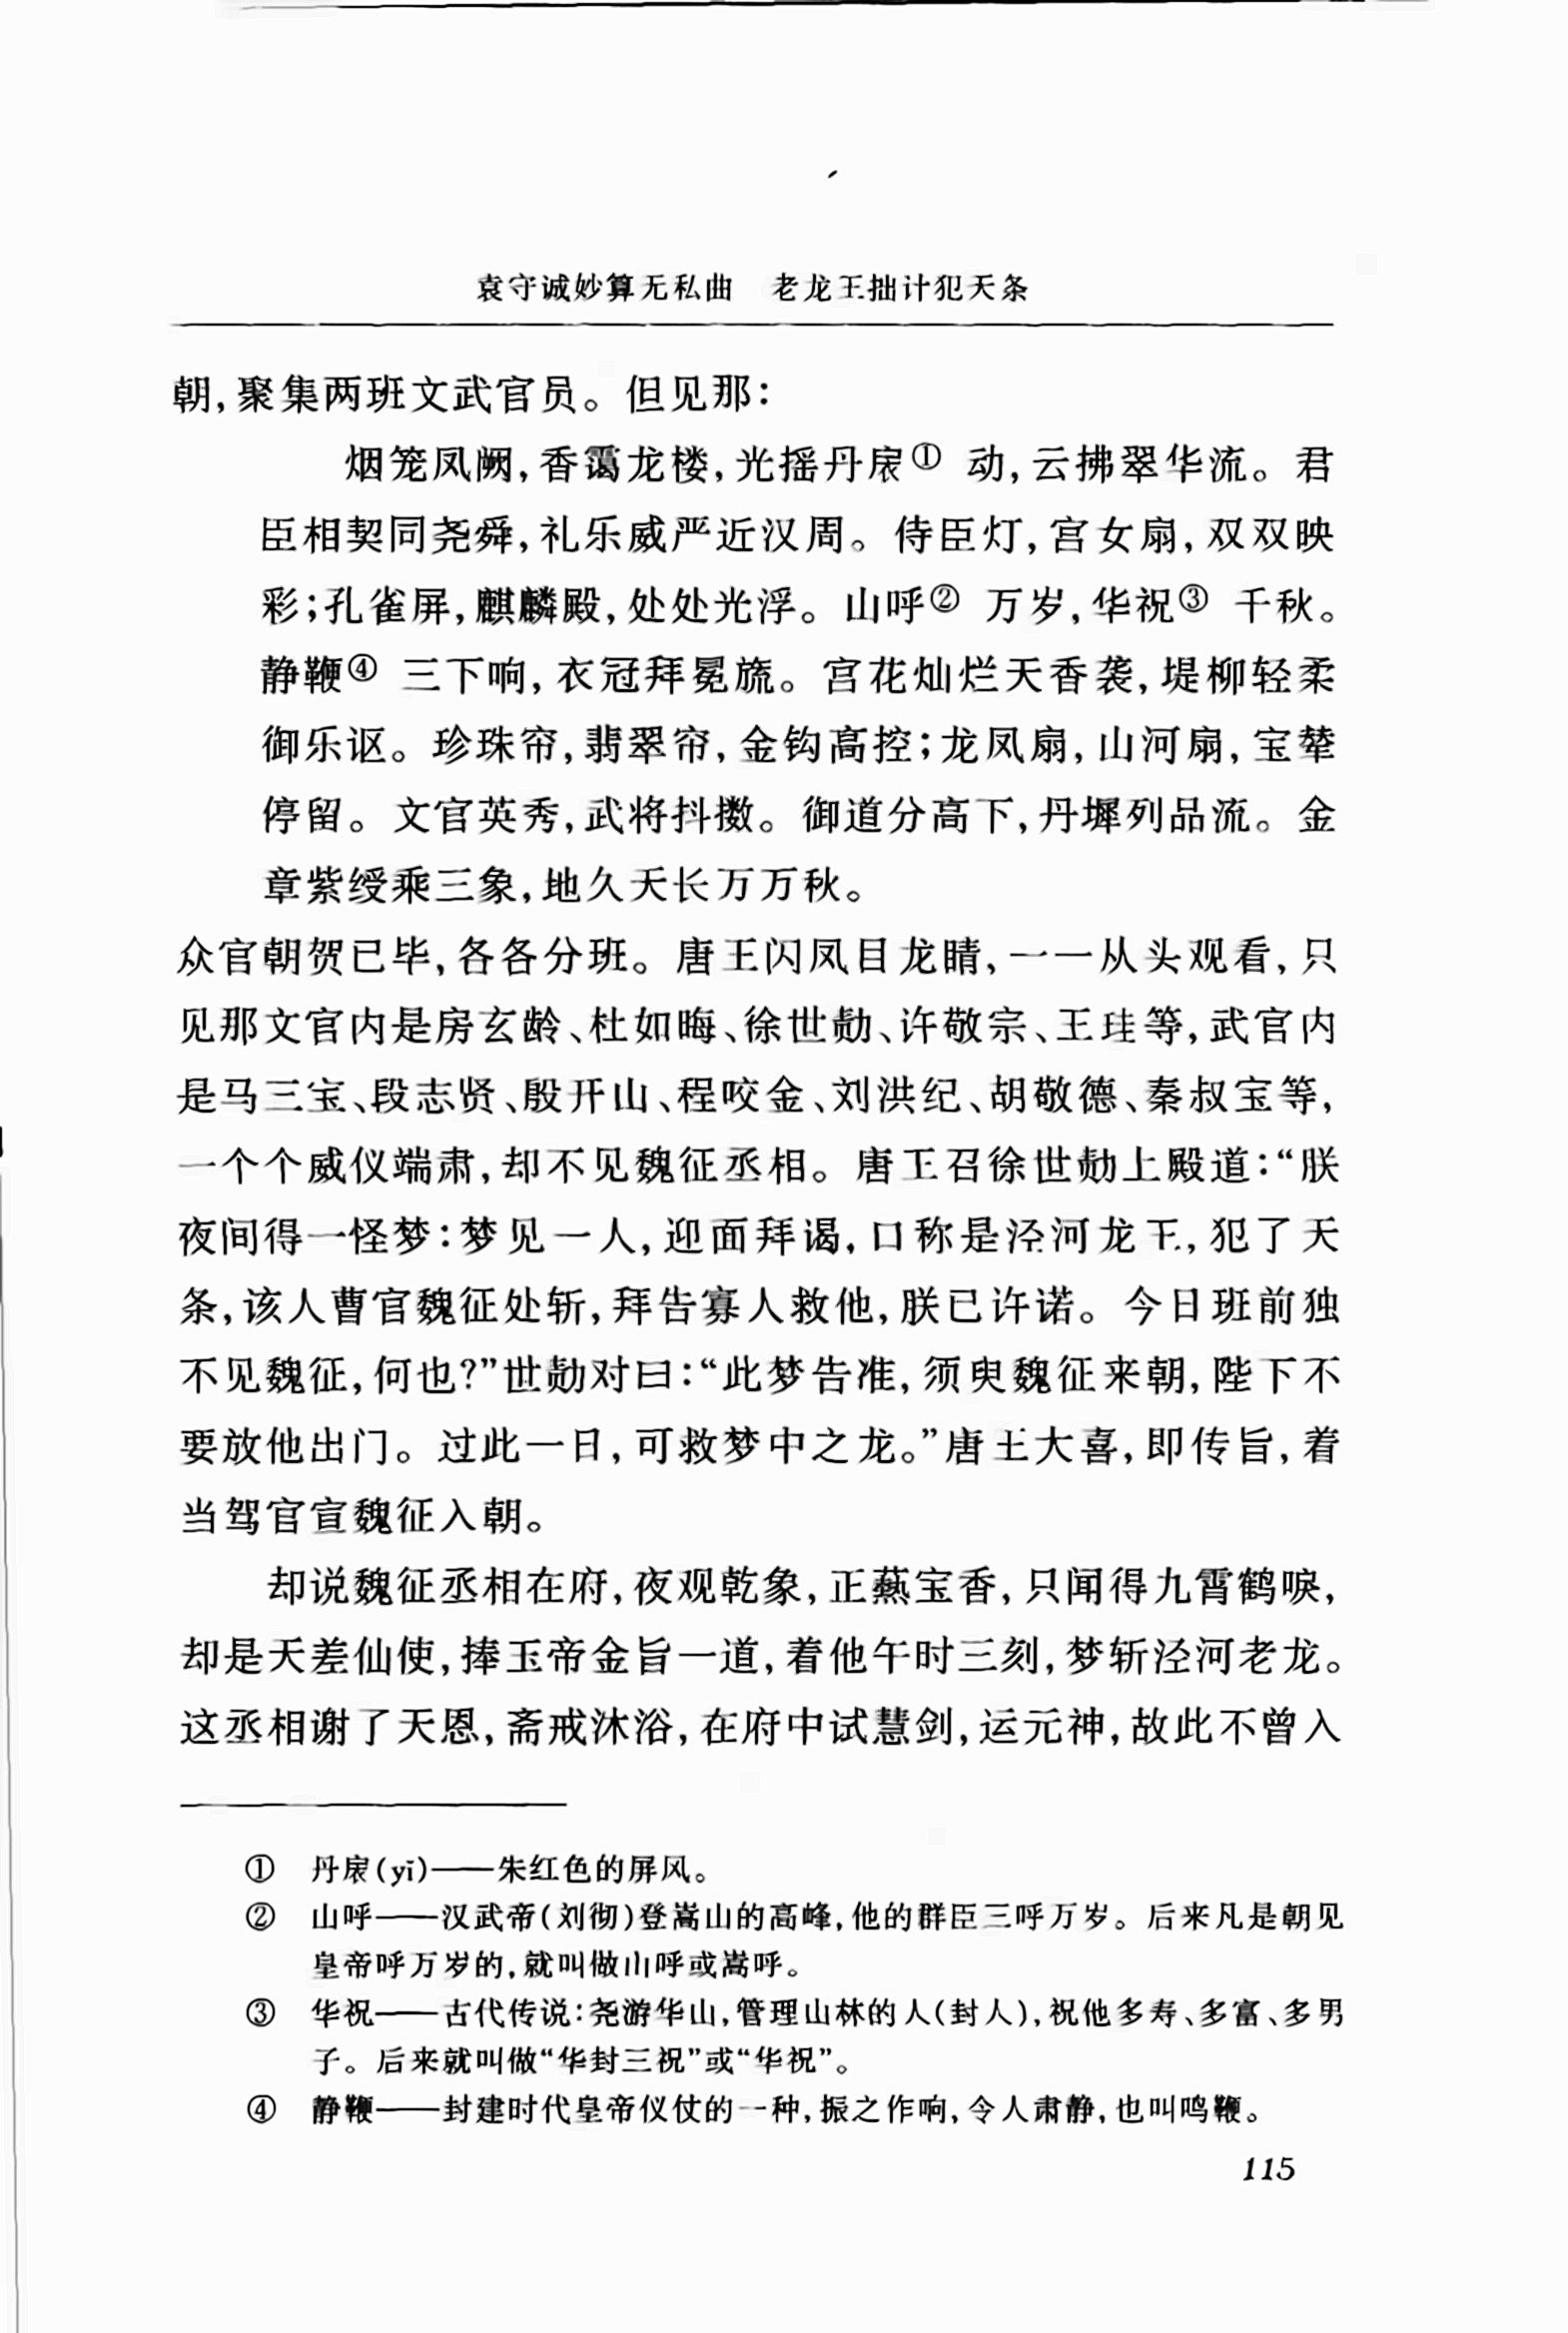 袁守诚妙算无私曲　老龙王拙计犯天条
朝,聚集两班文武官员。但见那：
烟笼凤阙,香蔼龙楼,光摇丹扆① 动,云拂翠华流。君
臣相契同尧舜,礼乐威严近汉周。侍臣灯,宫女扇,双双映
彩;孔雀屏,麒麟殿,处处光浮。山呼② 万岁,华祝③ 千秋。
静鞭④ 三下响,衣冠拜冕旒。宫花灿烂天香袭,堤柳轻柔
御乐讴。珍珠帘,翡翠帘,金钩高控;龙凤扇,山河扇,宝辇
停留。文官英秀,武将抖擞。御道分高下,丹墀列品流。金
章紫绶乘三象,地久天长万万秋。
众官朝贺已毕,各各分班。唐王闪凤目龙睛,一一从头观看,只
见那文官内是房玄龄、杜如晦、徐世勣、许敬宗、王珪等,武官内
是马三宝、段志贤、殷开山、程咬金、刘洪纪、胡敬德、秦叔宝等,
一个个威仪端肃,却不见魏征丞相。唐王召徐世勣上殿道：“朕
夜间得一怪梦：梦见一人,迎面拜谒,口称是泾河龙王,犯了天
条,该人曹官魏征处斩,拜告寡人救他,朕已许诺。今日班前独
不见魏征,何也?”世勣对曰：“此梦告准,须臾魏征来朝,陛下不
要放他出门。过此一日,可救梦中之龙。”唐王大喜,即传旨,着
当驾官宣魏征入朝。
却说魏征丞相在府,夜观乾象,正爇宝香,只闻得九霄鹤唳,
却是天差仙使,捧玉帝金旨一道,着他午时三刻,梦斩泾河老龙。
这丞相谢了天恩,斋戒沐浴,在府中试慧剑,运元神,故此不曾入
①　丹扆(yǐ)——朱红色的屏风。
②　山呼——汉武帝(刘彻)登嵩山的高峰,他的群臣三呼万岁。后来凡是朝见
皇帝呼万岁的,就叫做山呼或嵩呼。
③　华祝——古代传说：尧游华山,管理山林的人(封人),祝他多寿、多富、多男
子。后来就叫做“华封三祝”或“华祝”。
④　静鞭——封建时代皇帝仪仗的一种,振之作响,令人肃静,也叫鸣鞭。
115